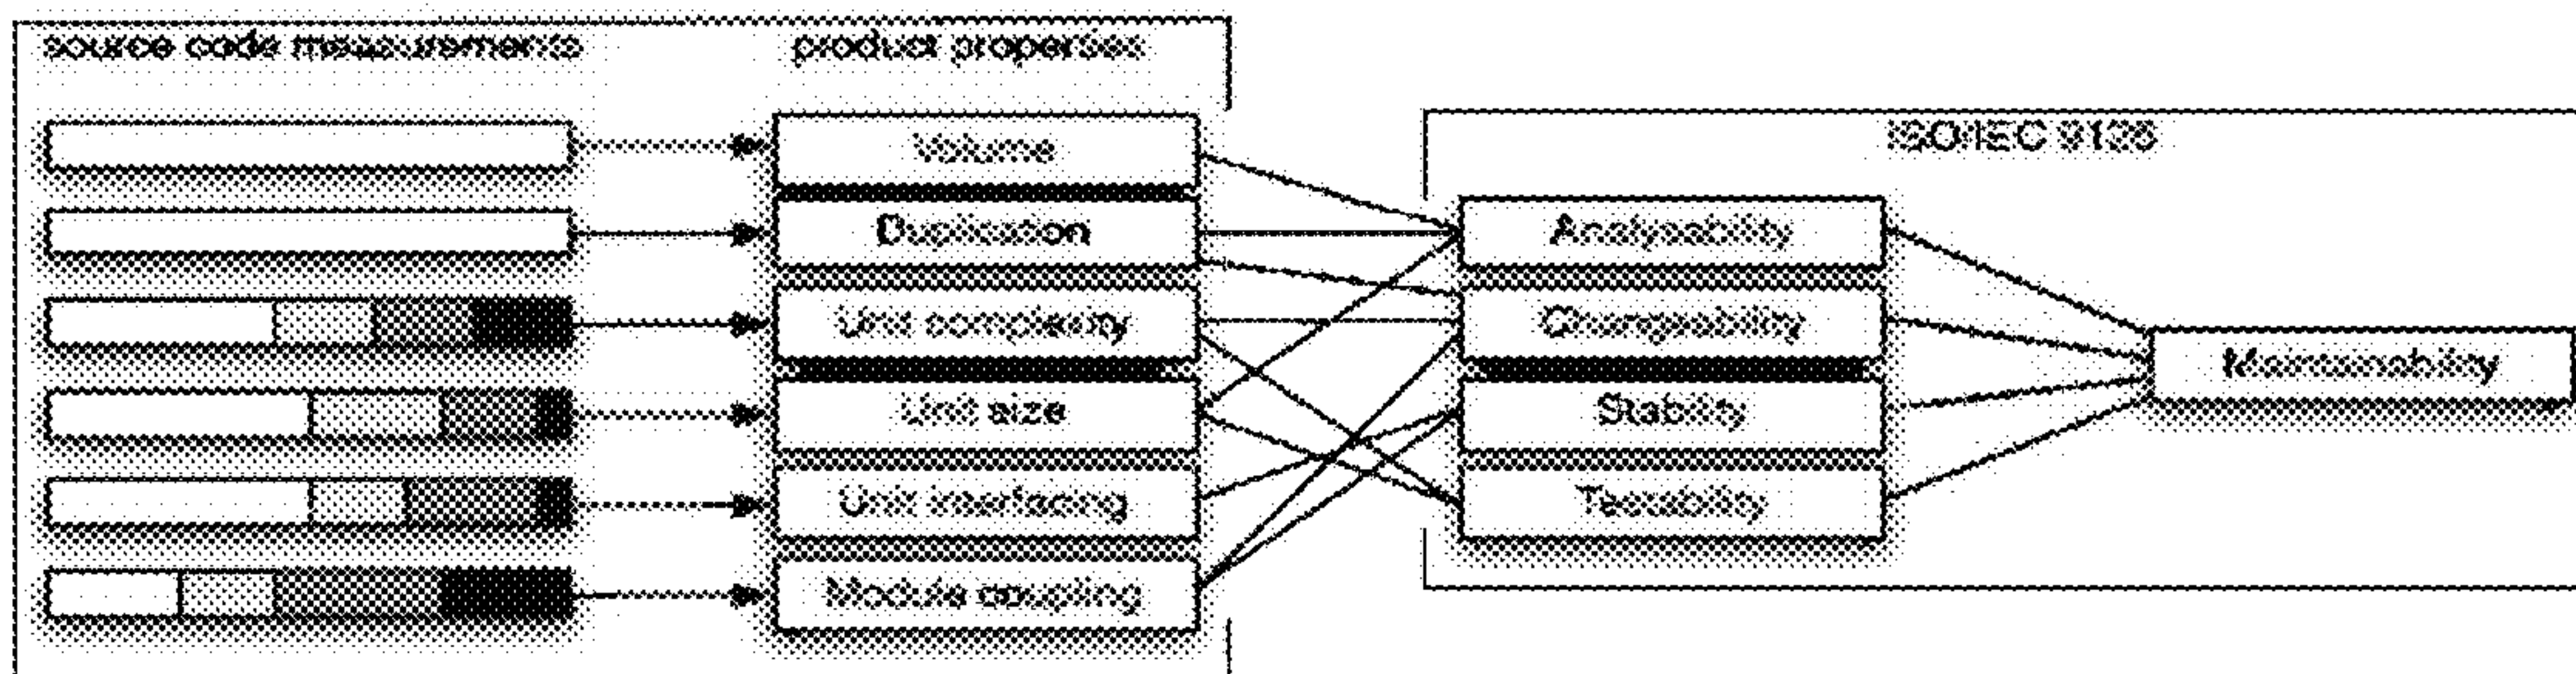 source code measurements
product properties
Volume
Duplication
Unit complexity
Unit size
Unit interfacing
Module coupling
ISO/IEC 9126
Analysability
Changeability
Stability
Testability
Maintainability